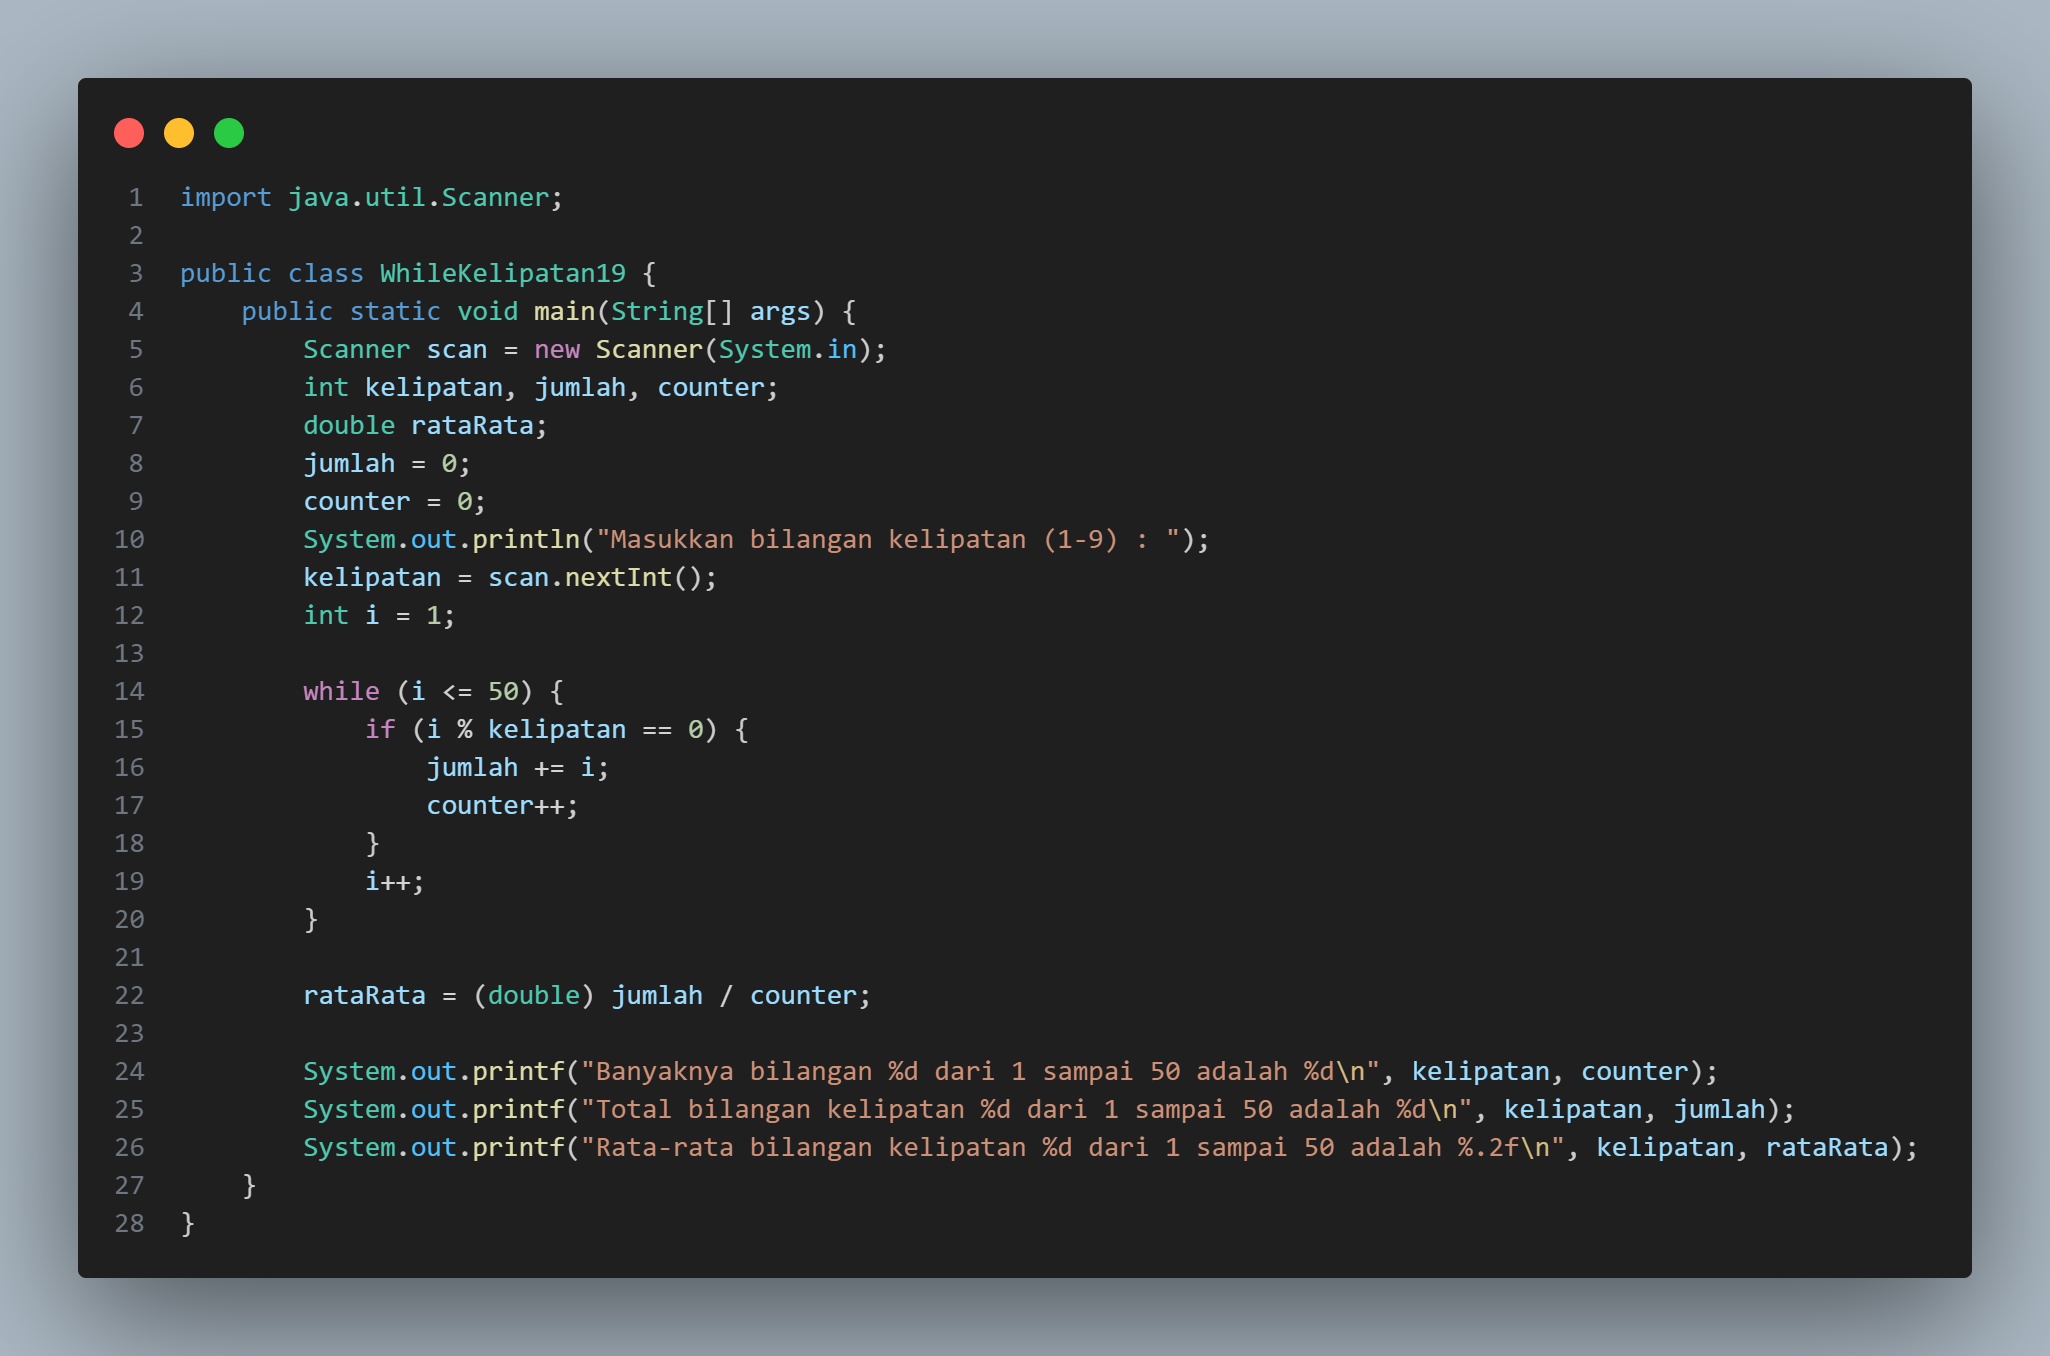 1 import java.util.Scanner;
2
3 public class WhileKelipatan19 {
4     public static void main(String[] args) {
5         Scanner scan = new Scanner(System.in);
6         int kelipatan, jumlah, counter;
7         double rataRata;
8         jumlah = 0;
9         counter = 0;
10         System.out.println("Masukkan bilangan kelipatan (1-9) : ");
11         kelipatan = scan.nextInt();
12         int i = 1;
13
14         while (i <= 50) {
15             if (i % kelipatan == 0) {
16                 jumlah += i;
17                 counter++;
18             }
19             i++;
20         }
21
22         rataRata = (double) jumlah / counter;
23
24         System.out.printf("Banyaknya bilangan %d dari 1 sampai 50 adalah %d\n", kelipatan, counter);
25         System.out.printf("Total bilangan kelipatan %d dari 1 sampai 50 adalah %d\n", kelipatan, jumlah);
26         System.out.printf("Rata-rata bilangan kelipatan %d dari 1 sampai 50 adalah %.2f\n", kelipatan, rataRata);
27     }
28 }